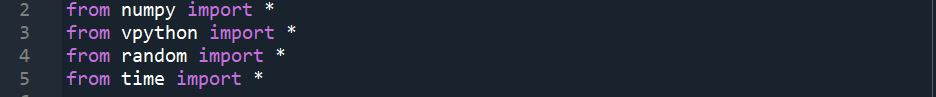 2 from numpy import *
3 from vpython import *
4 from random import *
5 from time import *